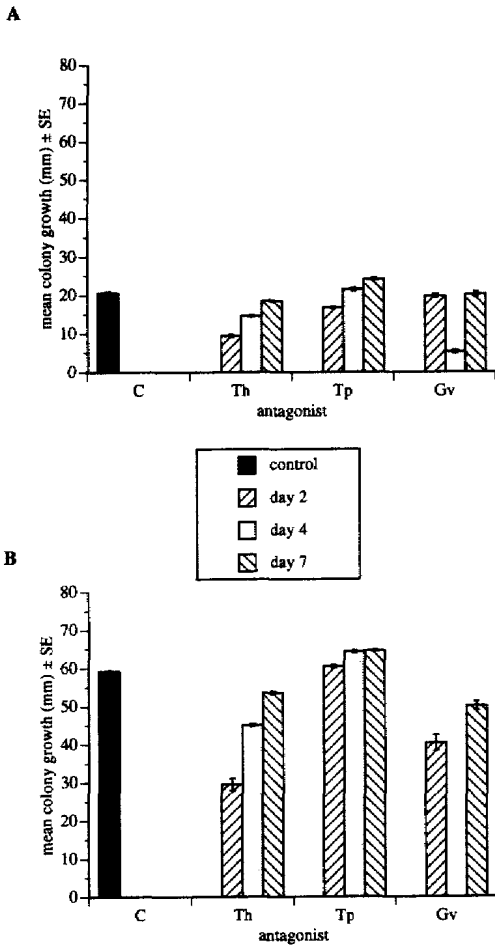 A
mean colony growth (mm) ± SE
80
70
60
50
40
30
20
10
0
C Th Tp Gv
antagonist
control
day 2
day 4
day 7
B
mean colony growth (mm) ± SE
80
70
60
50
40
30
20
10
0
C Th Tp Gv
antagonist